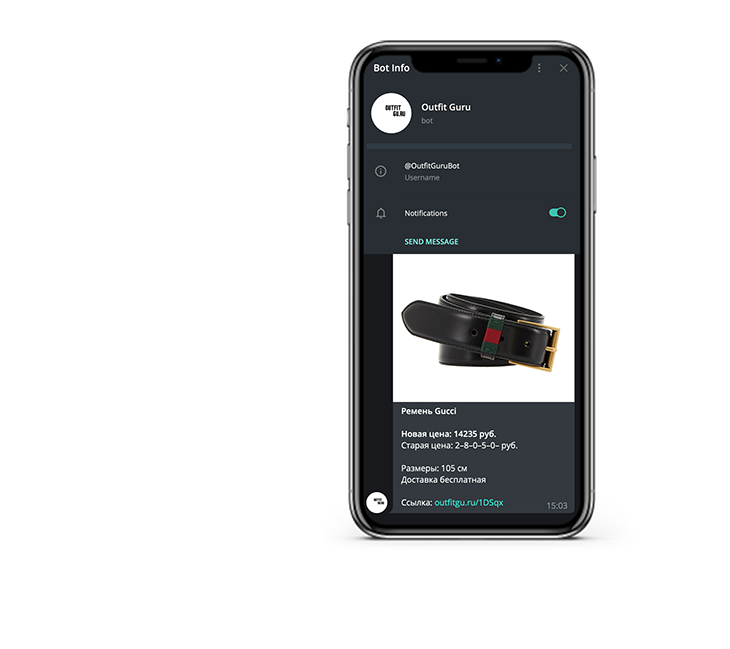 Bot Info
OUTFIT
GU.RU
Outfit Guru
bot
@OutfitGuruBot
Username
Notifications
SEND MESSAGE
Ремень Gucci
Новая цена: 14235 руб.
Старая цена: 2–8–0–5–0– руб.
Размеры: 105 см
Доставка бесплатная
OUTFIT
GU.RU
Ссылка: outfitgu.ru/1DSqx
15:03